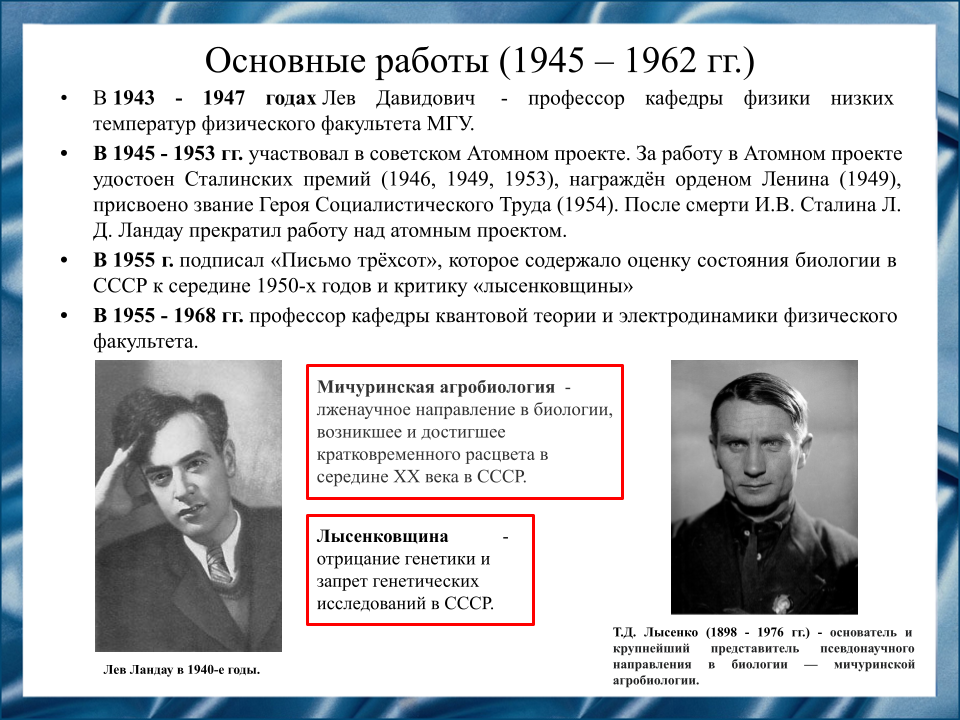 Основные работы (1945 – 1962 гг.)
• В 1943 - 1947 годах Лев Давидович - профессор кафедры физики низких
температур физического факультета МГУ.
• В 1945 - 1953 гг. участвовал в советском Атомном проекте. За работу в Атомном проекте
удостоен Сталинских премий (1946, 1949, 1953), награждён орденом Ленина (1949),
присвоено звание Героя Социалистического Труда (1954). После смерти И.В. Сталина Л.
Д. Ландау прекратил работу над атомным проектом.
• В 1955 г. подписал «Письмо трёхсот», которое содержало оценку состояния биологии в
СССР к середине 1950-х годов и критику «лысенковщины»
• В 1955 - 1968 гг. профессор кафедры квантовой теории и электродинамики физического
факультета.
Мичуринская агробиология -
лженаучное направление в биологии,
возникшее и достигшее
кратковременного расцвета в
середине XX века в СССР.
Лысенковщина -
отрицание генетики и
запрет генетических
исследований в СССР.
Лев Ландау в 1940-е годы.
Т.Д. Лысенко (1898 - 1976 гг.) - основатель и
крупнейший представитель псевдонаучного
направления в биологии — мичуринской
агробиологии.